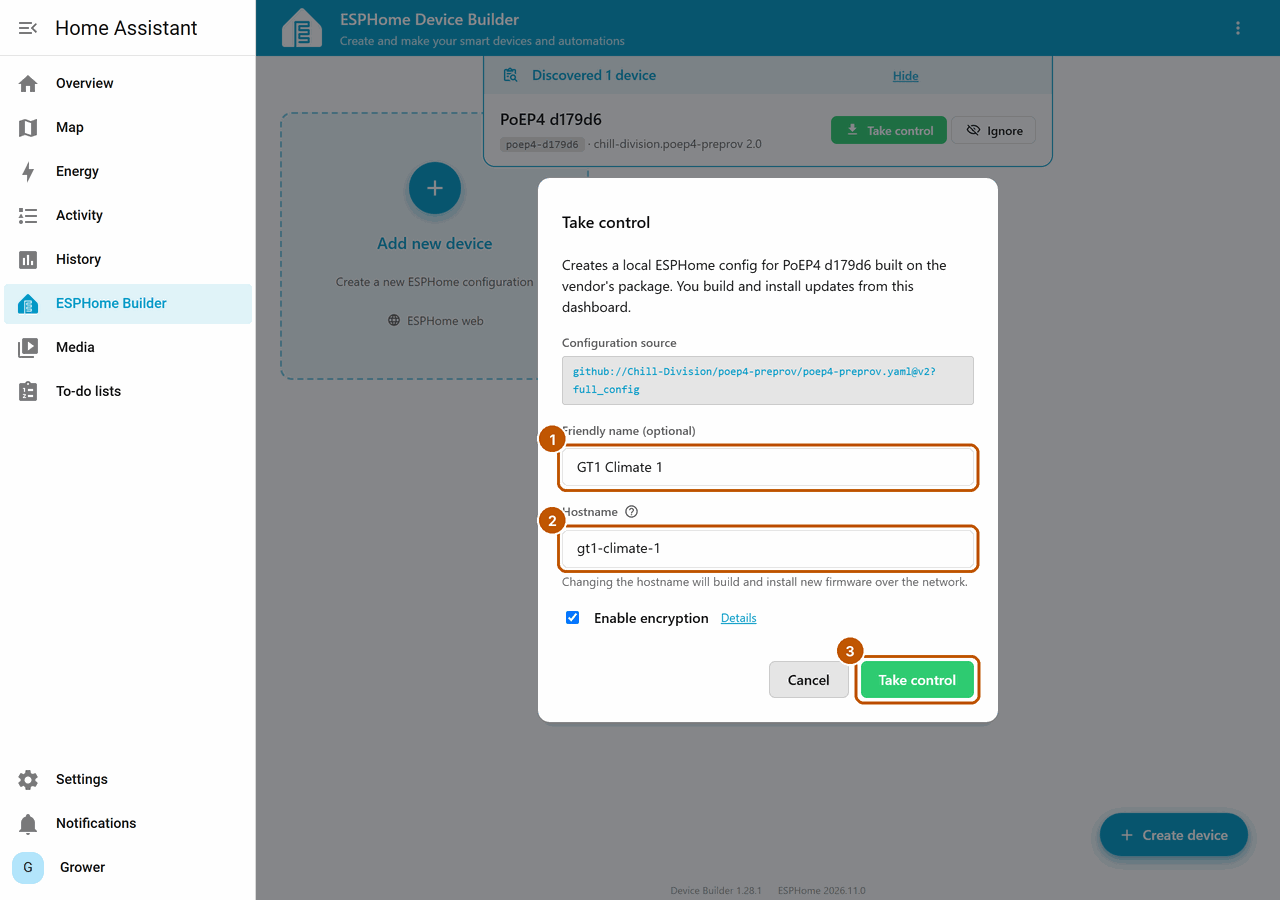 Home Assistant
Overview
Map
Energy
Activity
History
ESPHome Builder
Media
To-do lists
Settings
Notifications
G
Grower
ESPHome Device Builder
Create and make your smart devices and automations
Discovered 1 device
Hide
PoEP4 d179d6
poep4-d179d6 · chill-division.poep4-preprov 2.0
Take control
Ignore
Add new device
Create a new ESPHome configuration
ESPHome web
Take control
Creates a local ESPHome config for PoEP4 d179d6 built on the
vendor's package. You build and install updates from this
dashboard.
Configuration source
github://Chill-Division/poep4-preprov/poep4-preprov.yaml@v2?
full_config
1
Friendly name (optional)
GT1 Climate 1
2
Hostname
gt1-climate-1
Changing the hostname will build and install new firmware over the network.
Enable encryption Details
3
Cancel
Take control
Create device
Device Builder 1.28.1 ESPHome 2026.11.0